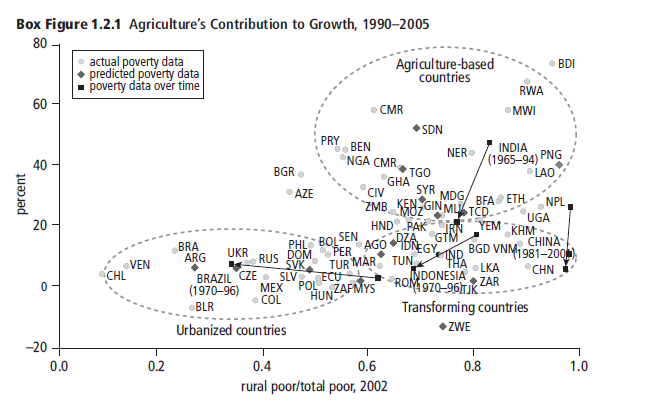 Box Figure 1.2.1 Agriculture's Contribution to Growth, 1990–2005
80
60
40
20
0
−20
percent
actual poverty data
predicted poverty data
poverty data over time
Agriculture-based
countries
BDI
RWA
CMR
MWI
SDN
PRY
BEN
NGA
CMR
TGO
NER
INDIA
(1965–94)
PNG
LAO
BGR
GHA
AZE
CIV
SYR
MDG
BFA
ETH
NPL
ZMB
KEN
GIN
MLI
TCD
MOZ
UGA
HND
PAK
TRN
YEM
KHM
PHL
BOL
SEN
AGO
DZA
IDN
GTM
EGY
IND
BGD
VNM
CHINA
(1981–2001)
BRA
ARG
UKR
RUS
DOM
PER
SVK
TUR
MAR
TUN
THA
LKA
CHN
CHL
VEN
BRAZIL
(1970–96)
CZE
SLV
ECU
MEX
POL
HUN
ZAF
MYS
ROM
INDONESIA
(1970–96)
TJK
ZAR
COL
BLR
Urbanized countries
Transforming countries
ZWE
0.0
0.2
0.4
0.6
0.8
1.0
rural poor/total poor, 2002